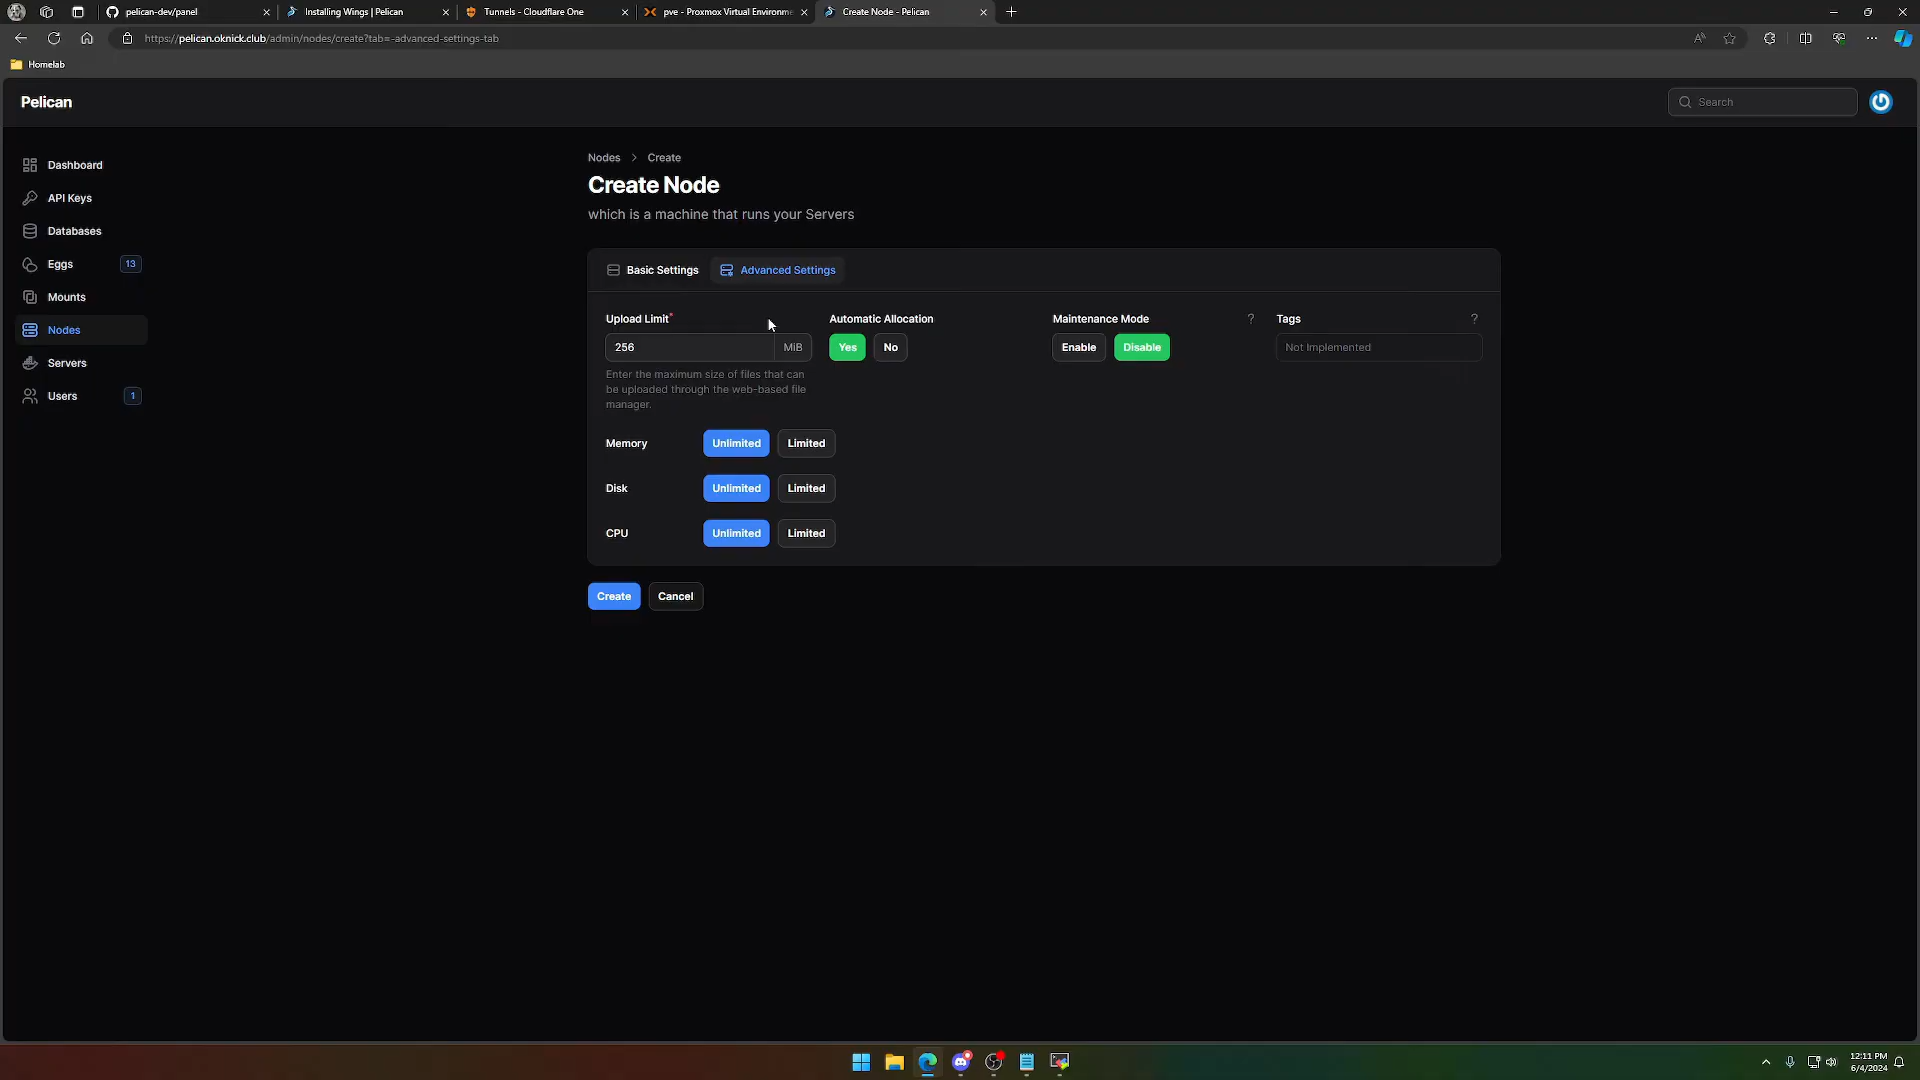 pelican-dev/panel
Installing Wings | Pelican
Tunnels - Cloudflare One
pve - Proxmox Virtual Environme
Create Node - Pelican
https://pelican.oknick.club/admin/nodes/create?tab=-advanced-settings-tab
Homelab
Pelican
Search
Dashboard
API Keys
Databases
Eggs 13
Mounts
Nodes
Servers
Users 1
Nodes > Create
Create Node
which is a machine that runs your Servers
Basic Settings
Advanced Settings
Upload Limit*
256 MiB
Enter the maximum size of files that can
be uploaded through the web-based file
manager.
Automatic Allocation
Yes No
Maintenance Mode ?
Enable Disable
Tags ?
Not Implemented
Memory Unlimited Limited
Disk Unlimited Limited
CPU Unlimited Limited
Create Cancel
12:11 PM
6/4/2024